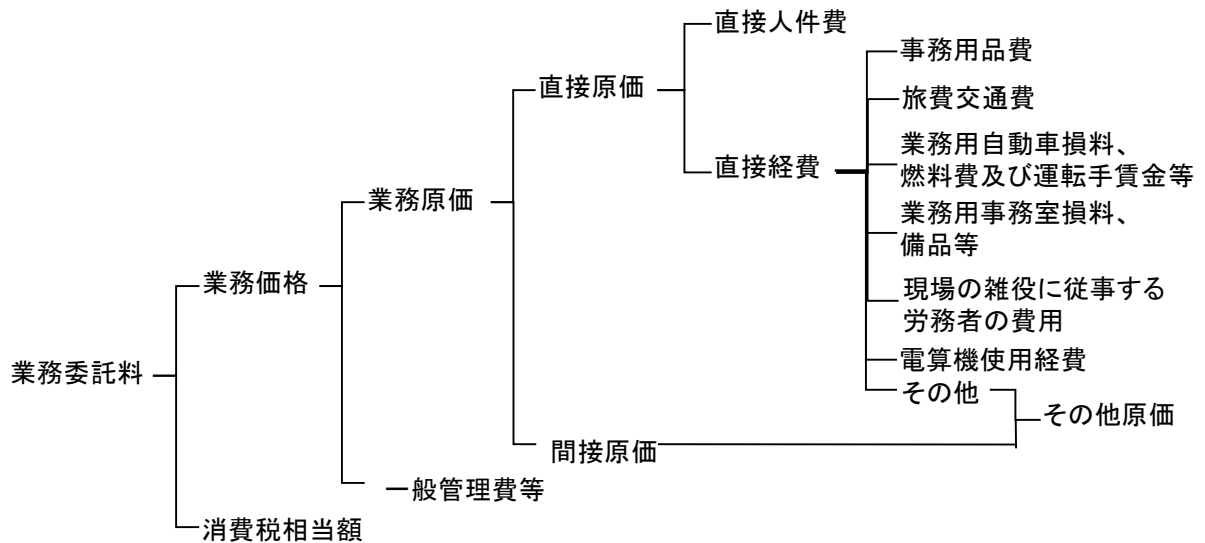 直接人件費
事務用品費
直接原価
旅費交通費
業務用自動車損料、
燃料費及び運転手賃金等
直接経費
業務原価
業務用事務室損料、
備品等
業務価格
現場の雑役に従事する
労務者の費用
業務委託料
電算機使用経費
その他
その他原価
間接原価
一般管理費等
消費税相当額